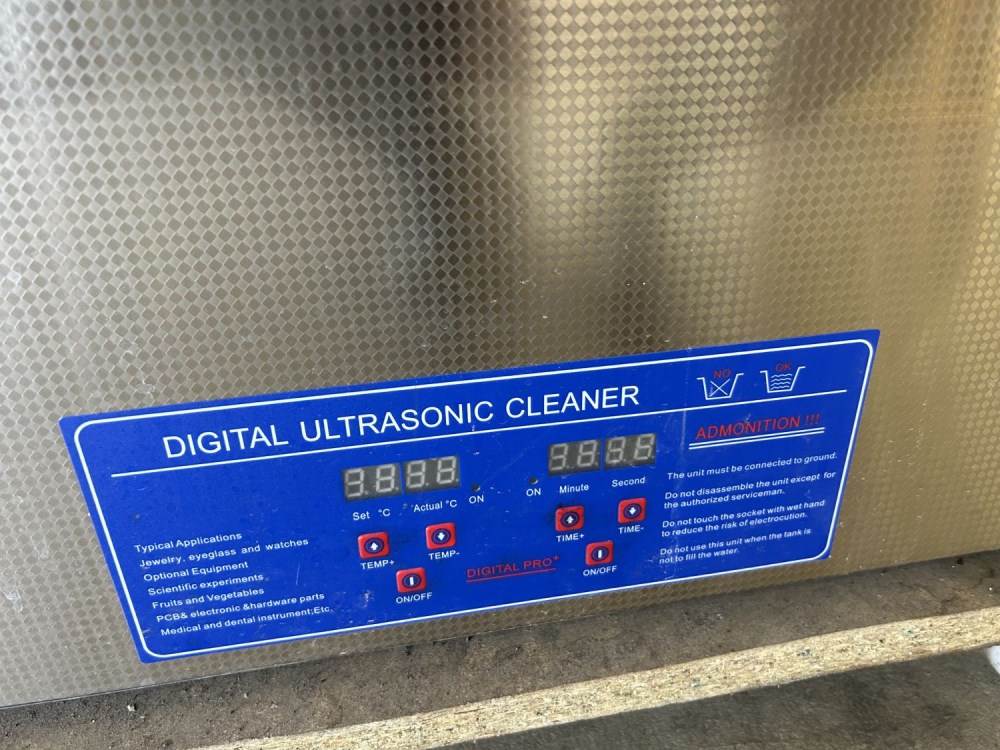 NO
OK
DIGITAL ULTRASONIC CLEANER
ADMONITION !!!
Set °C
Actual °C
ON
ON
Minute
Second
TEMP+
TEMP-
ON/OFF
TIME+
TIME-
ON/OFF
DIGITAL PRO+
Typical Applications
Jewelry, eyeglass and watches
Optional Equipment
Scientific experiments
Fruits and Vegetables
PCB& electronic &hardware parts
Medical and dental instrument;Etc
The unit must be connected to ground.
Do not disassemble the unit except for
the authorized serviceman.
Do not touch the socket with wet hand
to reduce the risk of electrocution.
Do not use this unit when the tank is
not to fill the water.